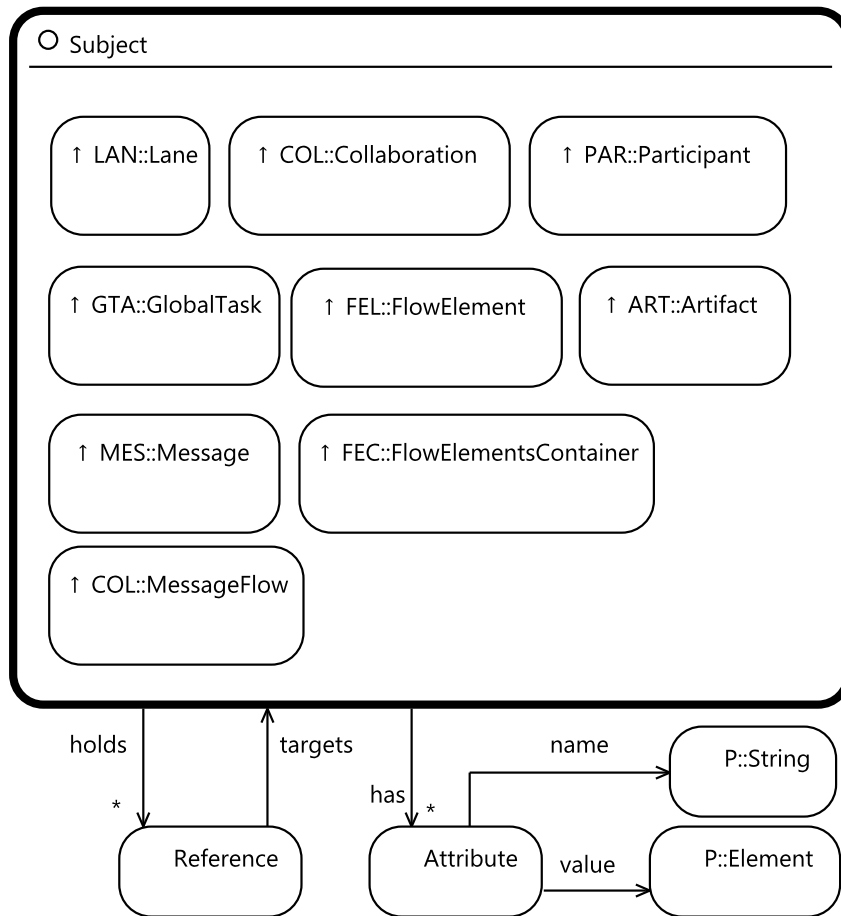 Subject
↑ LAN::Lane
↑ COL::Collaboration
↑ PAR::Participant
↑ GTA::GlobalTask
↑ FEL::FlowElement
↑ ART::Artifact
↑ MES::Message
↑ FEC::FlowElementsContainer
↑ COL::MessageFlow
holds
targets
name
P::String
*
has
*
Reference
Attribute
value
P::Element